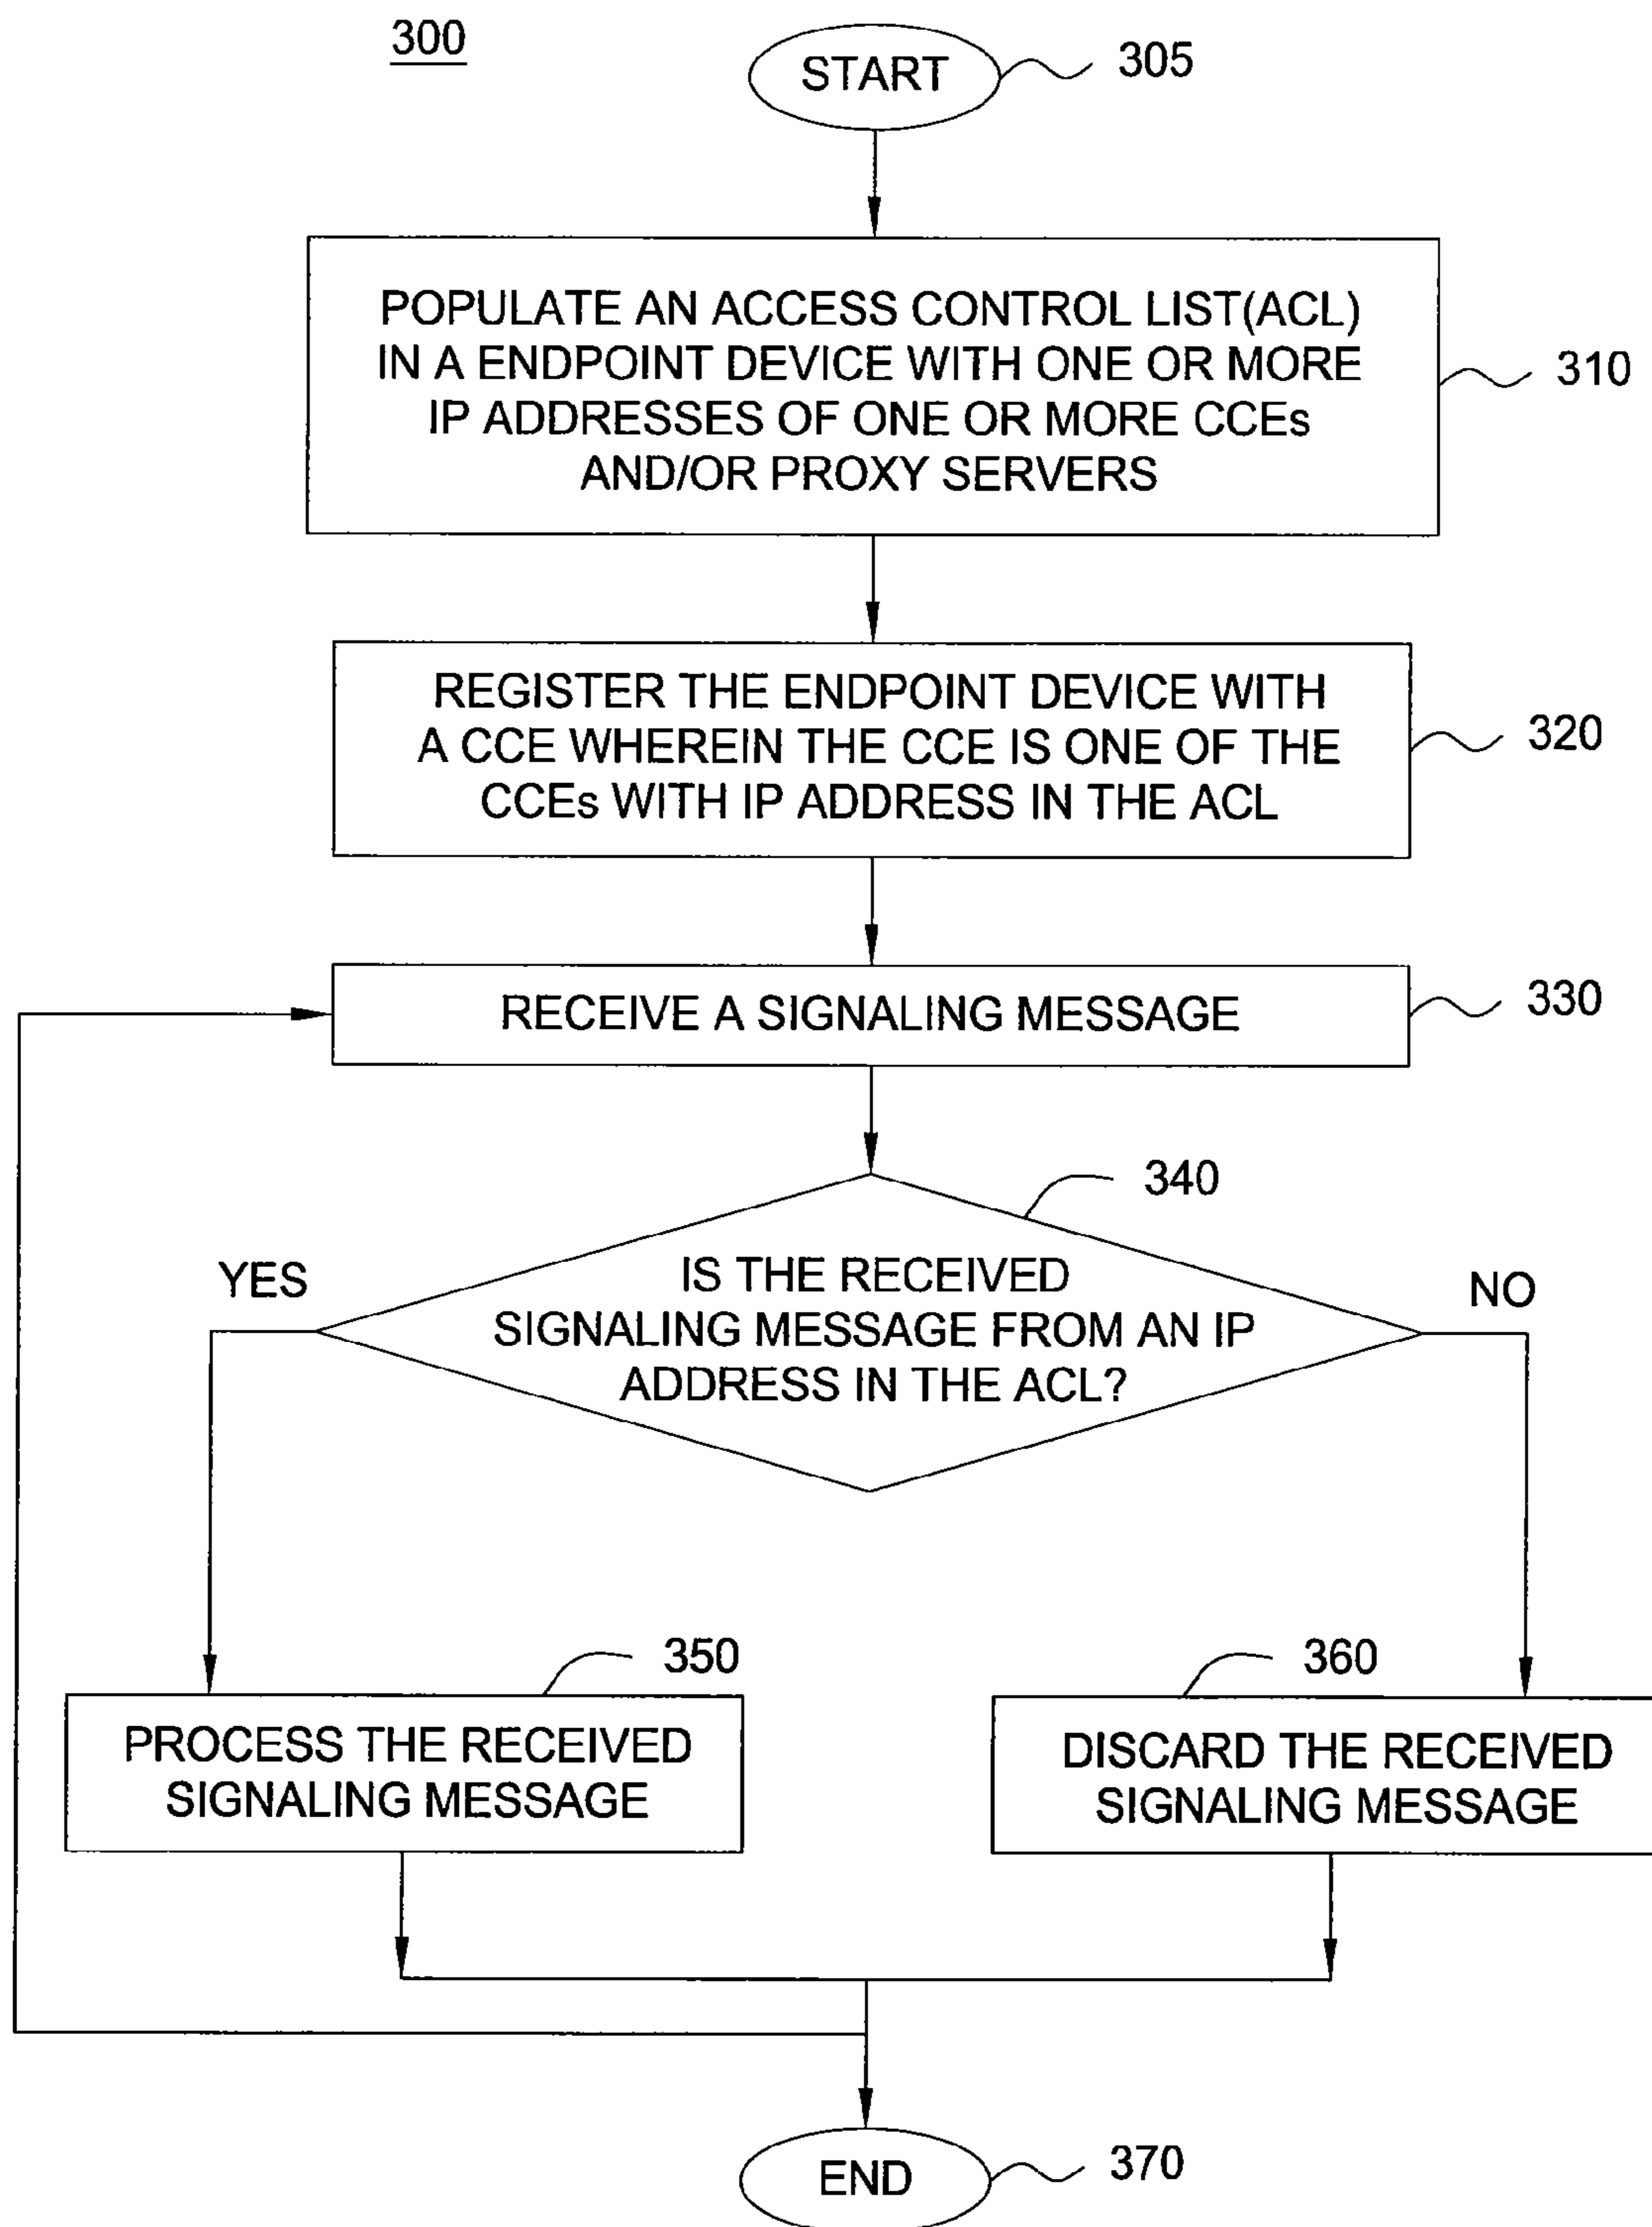 300
START
305
POPULATE AN ACCESS CONTROL LIST(ACL)
IN A ENDPOINT DEVICE WITH ONE OR MORE
IP ADDRESSES OF ONE OR MORE CCEs
AND/OR PROXY SERVERS
310
REGISTER THE ENDPOINT DEVICE WITH
A CCE WHEREIN THE CCE IS ONE OF THE
CCEs WITH IP ADDRESS IN THE ACL
320
RECEIVE A SIGNALING MESSAGE
330
340
IS THE RECEIVED
SIGNALING MESSAGE FROM AN IP
ADDRESS IN THE ACL?
YES
NO
350
PROCESS THE RECEIVED
SIGNALING MESSAGE
360
DISCARD THE RECEIVED
SIGNALING MESSAGE
END
370